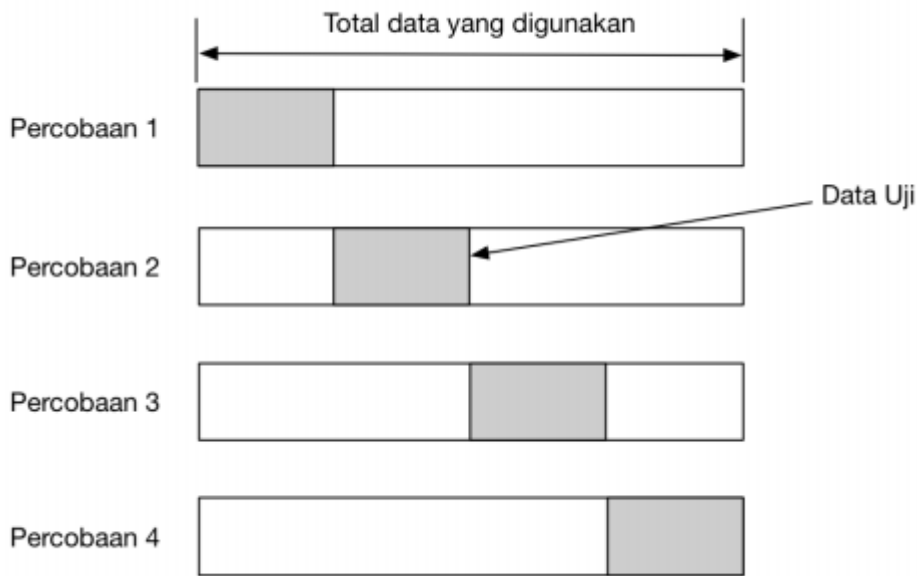 Total data yang digunakan
Percobaan 1
Data Uji
Percobaan 2
Percobaan 3
Percobaan 4